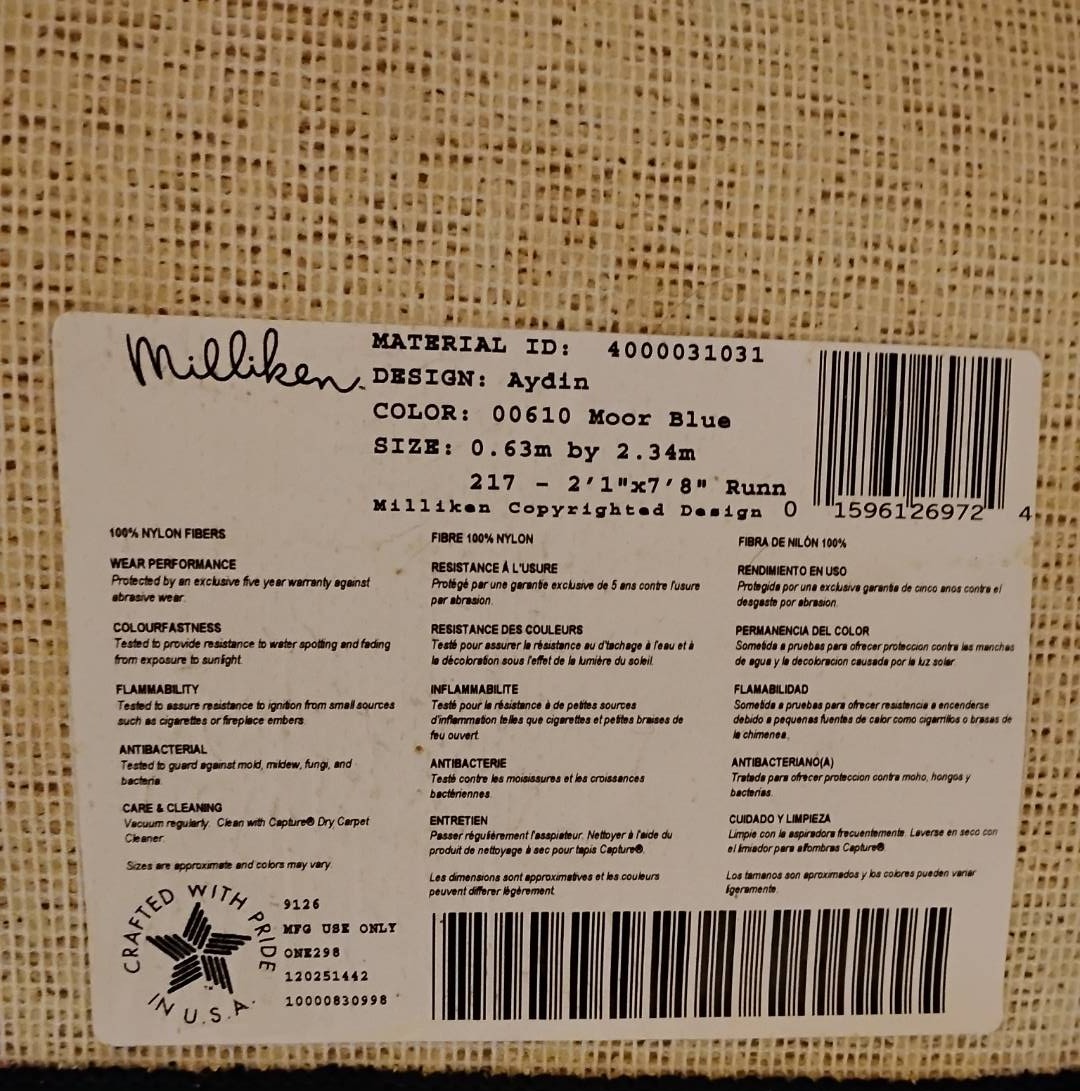 Milliken
MATERIAL ID: 4000031031
DESIGN: Aydin
COLOR: 00610 Moor Blue
SIZE: 0.63m by 2.34m
217 - 2'1"x7'8" Runn
Milliken Copyrighted Design
0 1596126972 4
100% NYLON FIBERS
WEAR PERFORMANCE
Protected by an exclusive five year warranty against
abrasive wear.
COLOURFASTNESS
Tested to provide resistance to water spotting and fading
from exposure to sunlight.
FLAMMABILITY
Tested to assure resistance to ignition from small sources
such as cigarettes or fireplace embers.
ANTIBACTERIAL
Tested to guard against mold, mildew, fungi, and
bacteria.
CARE & CLEANING
Vacuum regularly. Clean with Capture® Dry Carpet
Cleaner.
Sizes are approximate and colors may vary.
FIBRE 100% NYLON
RESISTANCE À L'USURE
Protégé par une garantie exclusive de 5 ans contre l'usure
par abrasion.
RESISTANCE DES COULEURS
Testé pour assurer la résistance au d'tachage à l'eau et à
la décoloration sous l'effet de la lumière du soleil.
INFLAMMABILITE
Testé pour la résistance à de petites sources
d'inflammation telles que cigarettes et petites braises de
feu ouvert.
ANTIBACTERIE
Testé contre les moisissures et les croissances
bactériennes.
ENTRETIEN
Passer régulièrement l'asspiateur. Nettoyer à l'aide du
produit de nettoyage à sec pour tapis Capture®.
Les dimensions sont approximatives et les couleurs
peuvent differer légèrement.
FIBRA DE NILÓN 100%
RENDIMIENTO EN USO
Protegida por una exclusiva garantia de cinco anos contra el
desgaste por abrasion.
PERMANENCIA DEL COLOR
Sometida a pruebas para ofrecer proteccion contra las manchas
de agua y la decoloracion causada por la luz solar.
FLAMABILIDAD
Sometida a pruebas para ofrecer resistencia a encenderse
debido a pequenas fuentes de calor como cigarrillos o brasas de
la chimenea.
ANTIBACTERIANO(A)
Tratada para ofrecer proteccion contra moho, hongos y
bacterias.
CUIDADO Y LIMPIEZA
Limpie con la aspiradora frecuentemente. Laverse en seco con
el limiador para alfombras Capture®.
Los tamanos son aproximados y los colores pueden variar
ligeramente.
CRAFTED WITH PRIDE
IN U.S.A.
9126
MFG USE ONLY
ONE298
120251442
10000830998